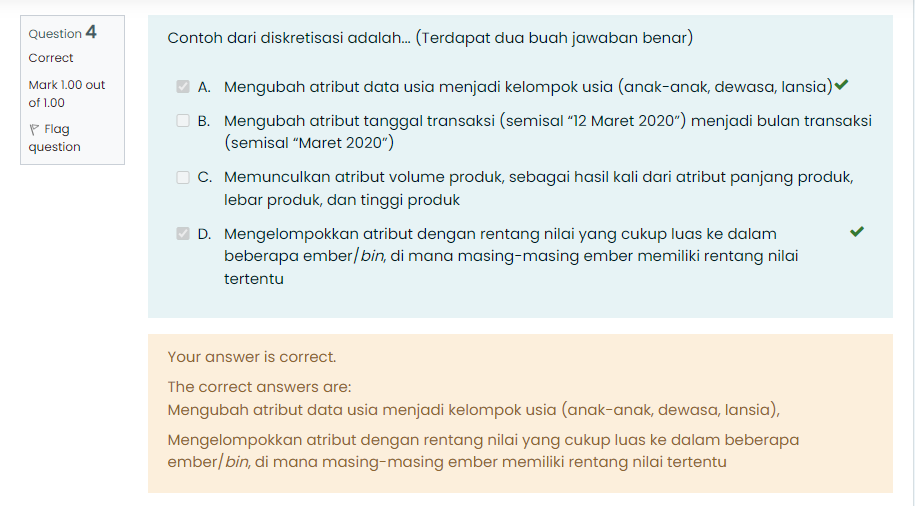 Question 4
Correct
Mark 1.00 out
of 1.00
Flag
question
Contoh dari diskretisasi adalah... (Terdapat dua buah jawaban benar)
A. Mengubah atribut data usia menjadi kelompok usia (anak-anak, dewasa, lansia)
B. Mengubah atribut tanggal transaksi (semisal “12 Maret 2020”) menjadi bulan transaksi
(semisal “Maret 2020”)
C. Memunculkan atribut volume produk, sebagai hasil kali dari atribut panjang produk,
lebar produk, dan tinggi produk
D. Mengelompokkan atribut dengan rentang nilai yang cukup luas ke dalam
beberapa ember/bin, di mana masing-masing ember memiliki rentang nilai
tertentu
Your answer is correct.
The correct answers are:
Mengubah atribut data usia menjadi kelompok usia (anak-anak, dewasa, lansia),
Mengelompokkan atribut dengan rentang nilai yang cukup luas ke dalam beberapa
ember/bin, di mana masing-masing ember memiliki rentang nilai tertentu